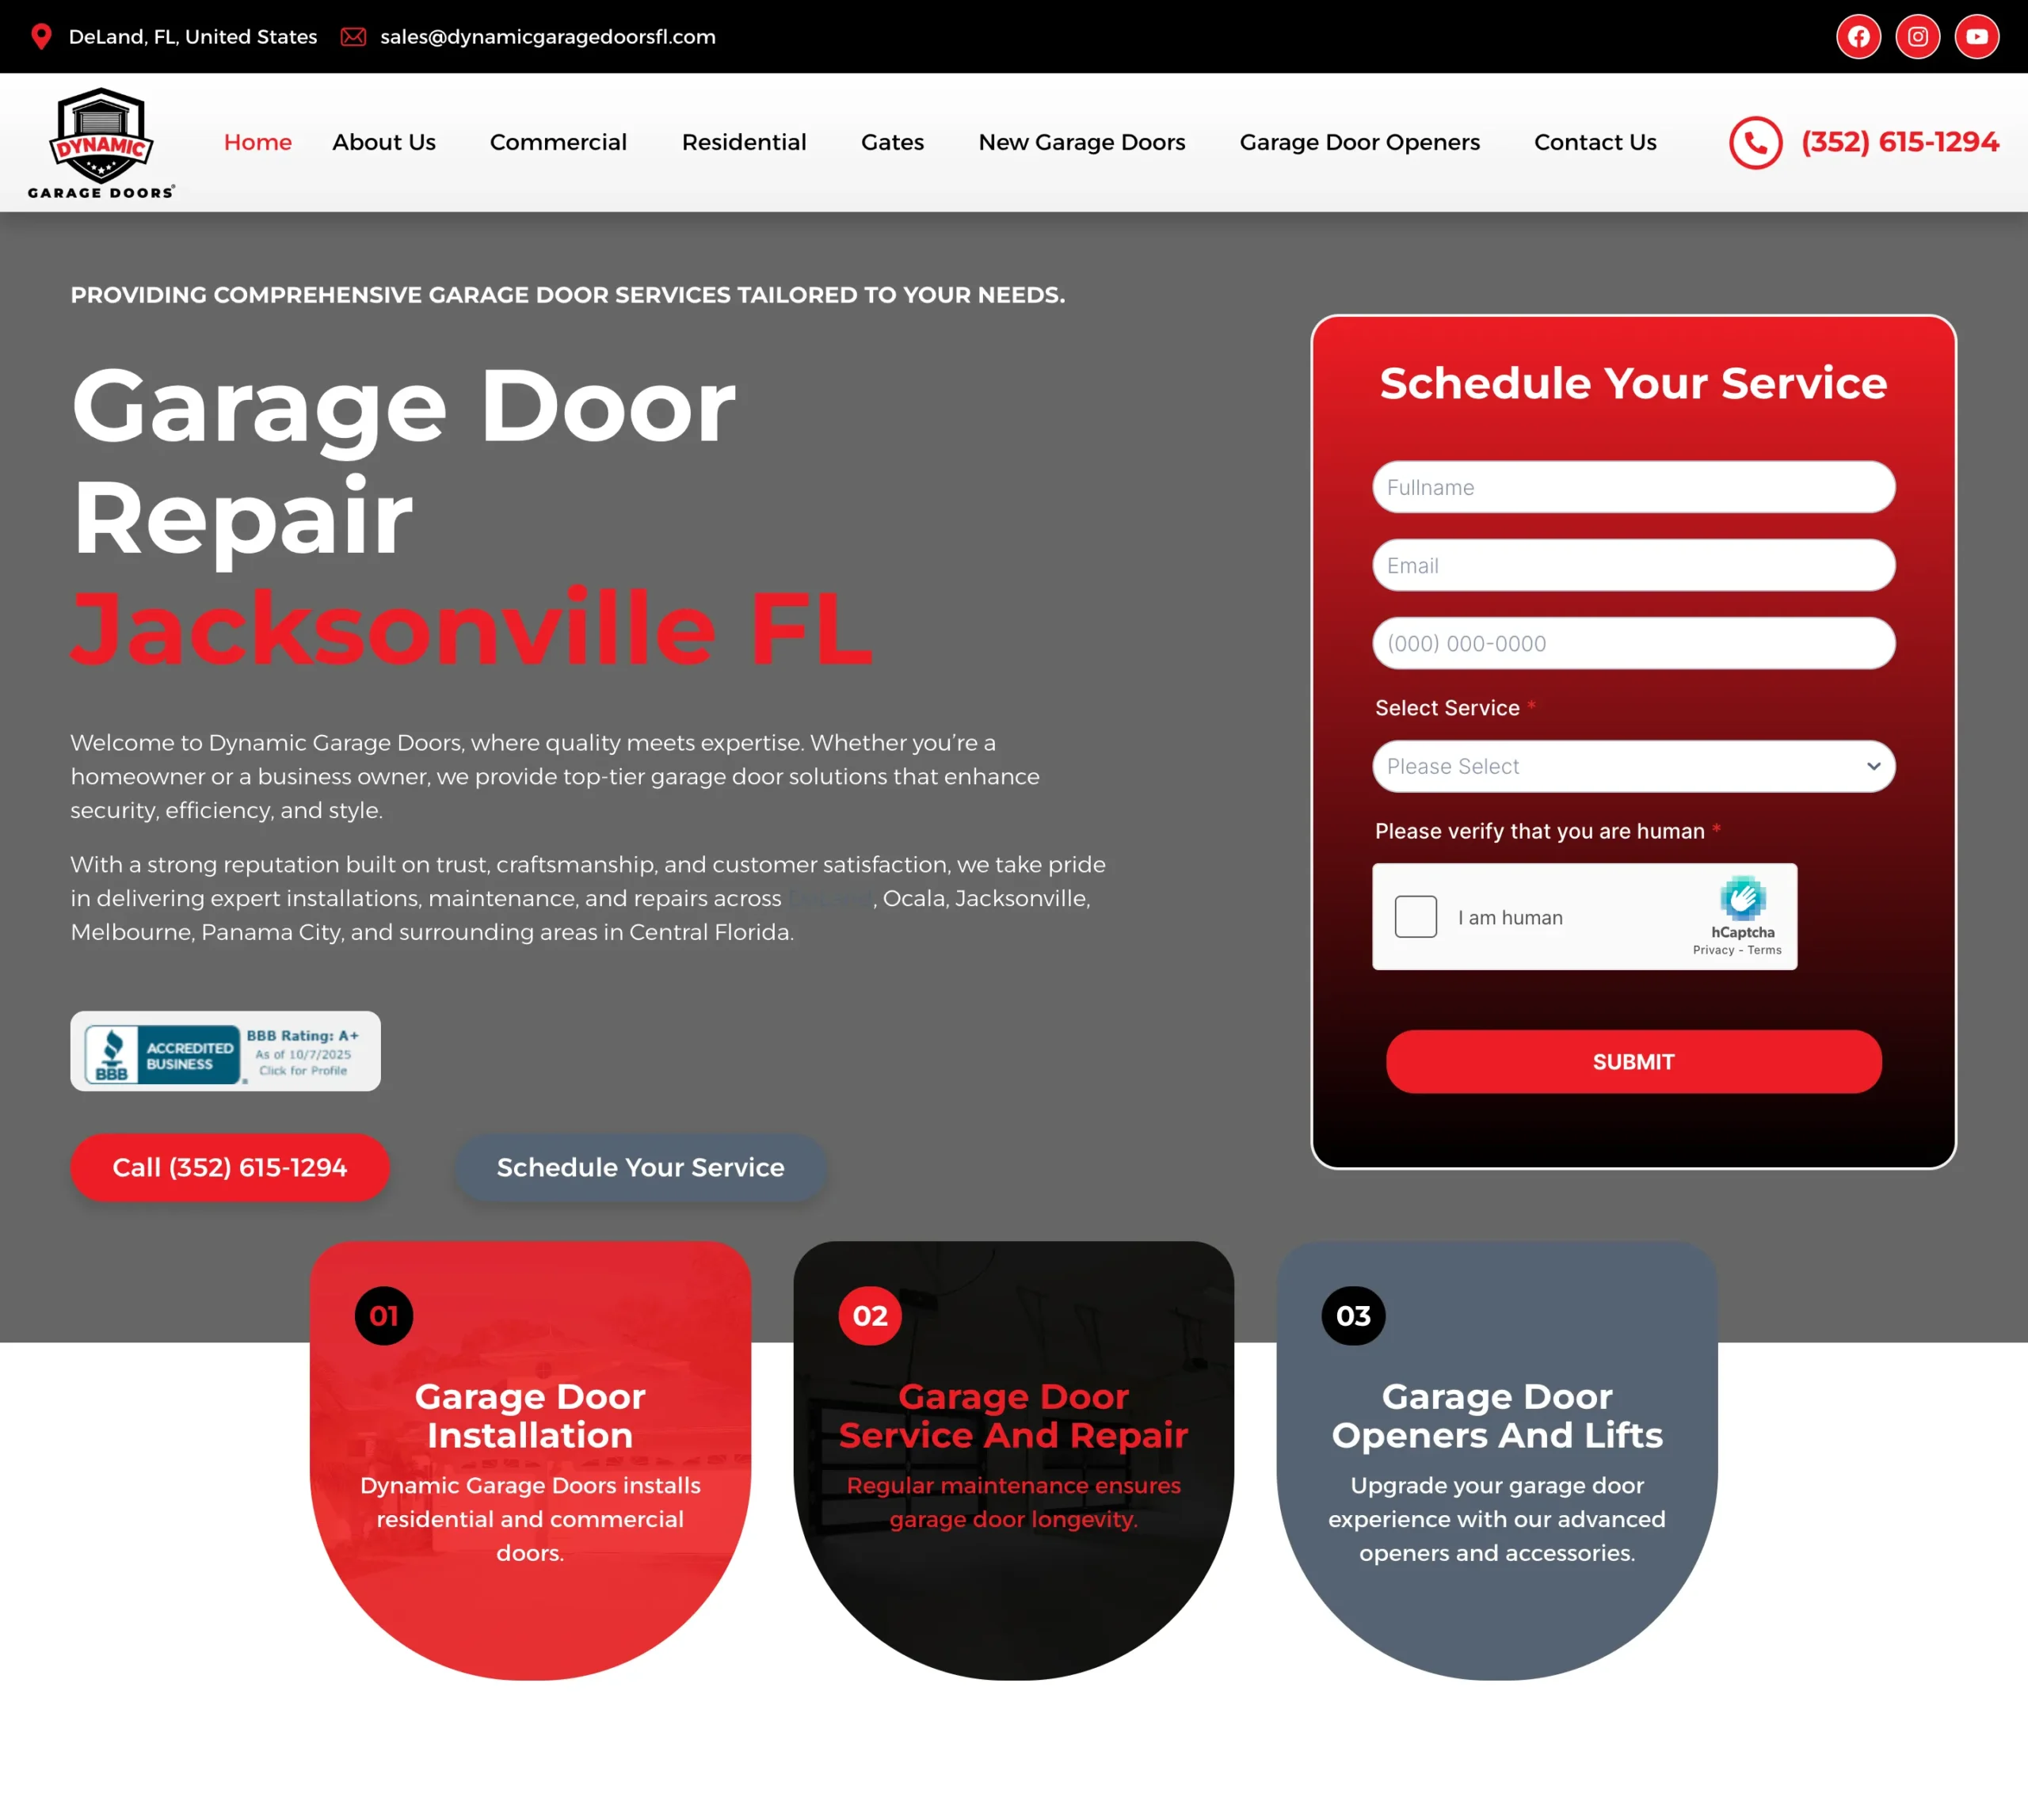 DeLand, FL, United States
sales@dynamicgaragedoorsfl.com
DYNAMIC
GARAGE DOORS®
Home
About Us
Commercial
Residential
Gates
New Garage Doors
Garage Door Openers
Contact Us
(352) 615-1294
PROVIDING COMPREHENSIVE GARAGE DOOR SERVICES TAILORED TO YOUR NEEDS.
Garage Door
Repair
Jacksonville FL
Welcome to Dynamic Garage Doors, where quality meets expertise. Whether you’re a
homeowner or a business owner, we provide top-tier garage door solutions that enhance
security, efficiency, and style.
With a strong reputation built on trust, craftsmanship, and customer satisfaction, we take pride
in delivering expert installations, maintenance, and repairs across , Ocala, Jacksonville,
Melbourne, Panama City, and surrounding areas in Central Florida.
BBB
ACCREDITED
BUSINESS
BBB Rating: A+
As of 10/7/2025
Click for Profile
Call (352) 615-1294
Schedule Your Service
Schedule Your Service
Fullname
Email
(000) 000-0000
Select Service *
Please Select
Please verify that you are human *
I am human
hCaptcha
Privacy - Terms
SUBMIT
01
Garage Door
Installation
Dynamic Garage Doors installs
residential and commercial
doors.
02
Garage Door
Service And Repair
Regular maintenance ensures
garage door longevity.
03
Garage Door
Openers And Lifts
Upgrade your garage door
experience with our advanced
openers and accessories.